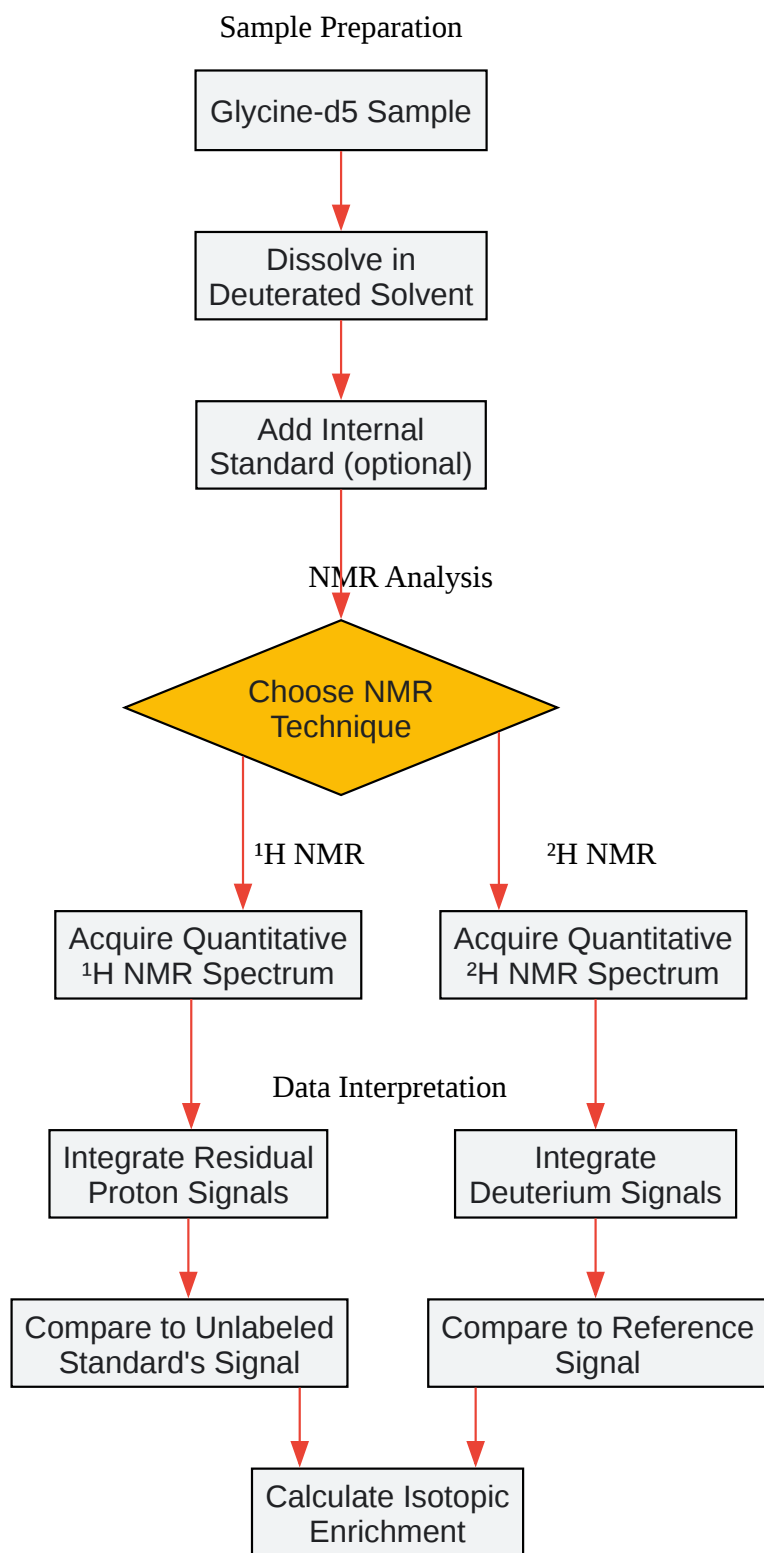 Sample Preparation
Glycine-d5 Sample
Dissolve in
Deuterated Solvent
Add Internal
Standard (optional)
NMR Analysis
Choose NMR
Technique
¹H NMR
²H NMR
Acquire Quantitative
¹H NMR Spectrum
Acquire Quantitative
²H NMR Spectrum
Data Interpretation
Integrate Residual
Proton Signals
Integrate
Deuterium Signals
Compare to Unlabeled
Standard's Signal
Compare to Reference
Signal
Calculate Isotopic
Enrichment